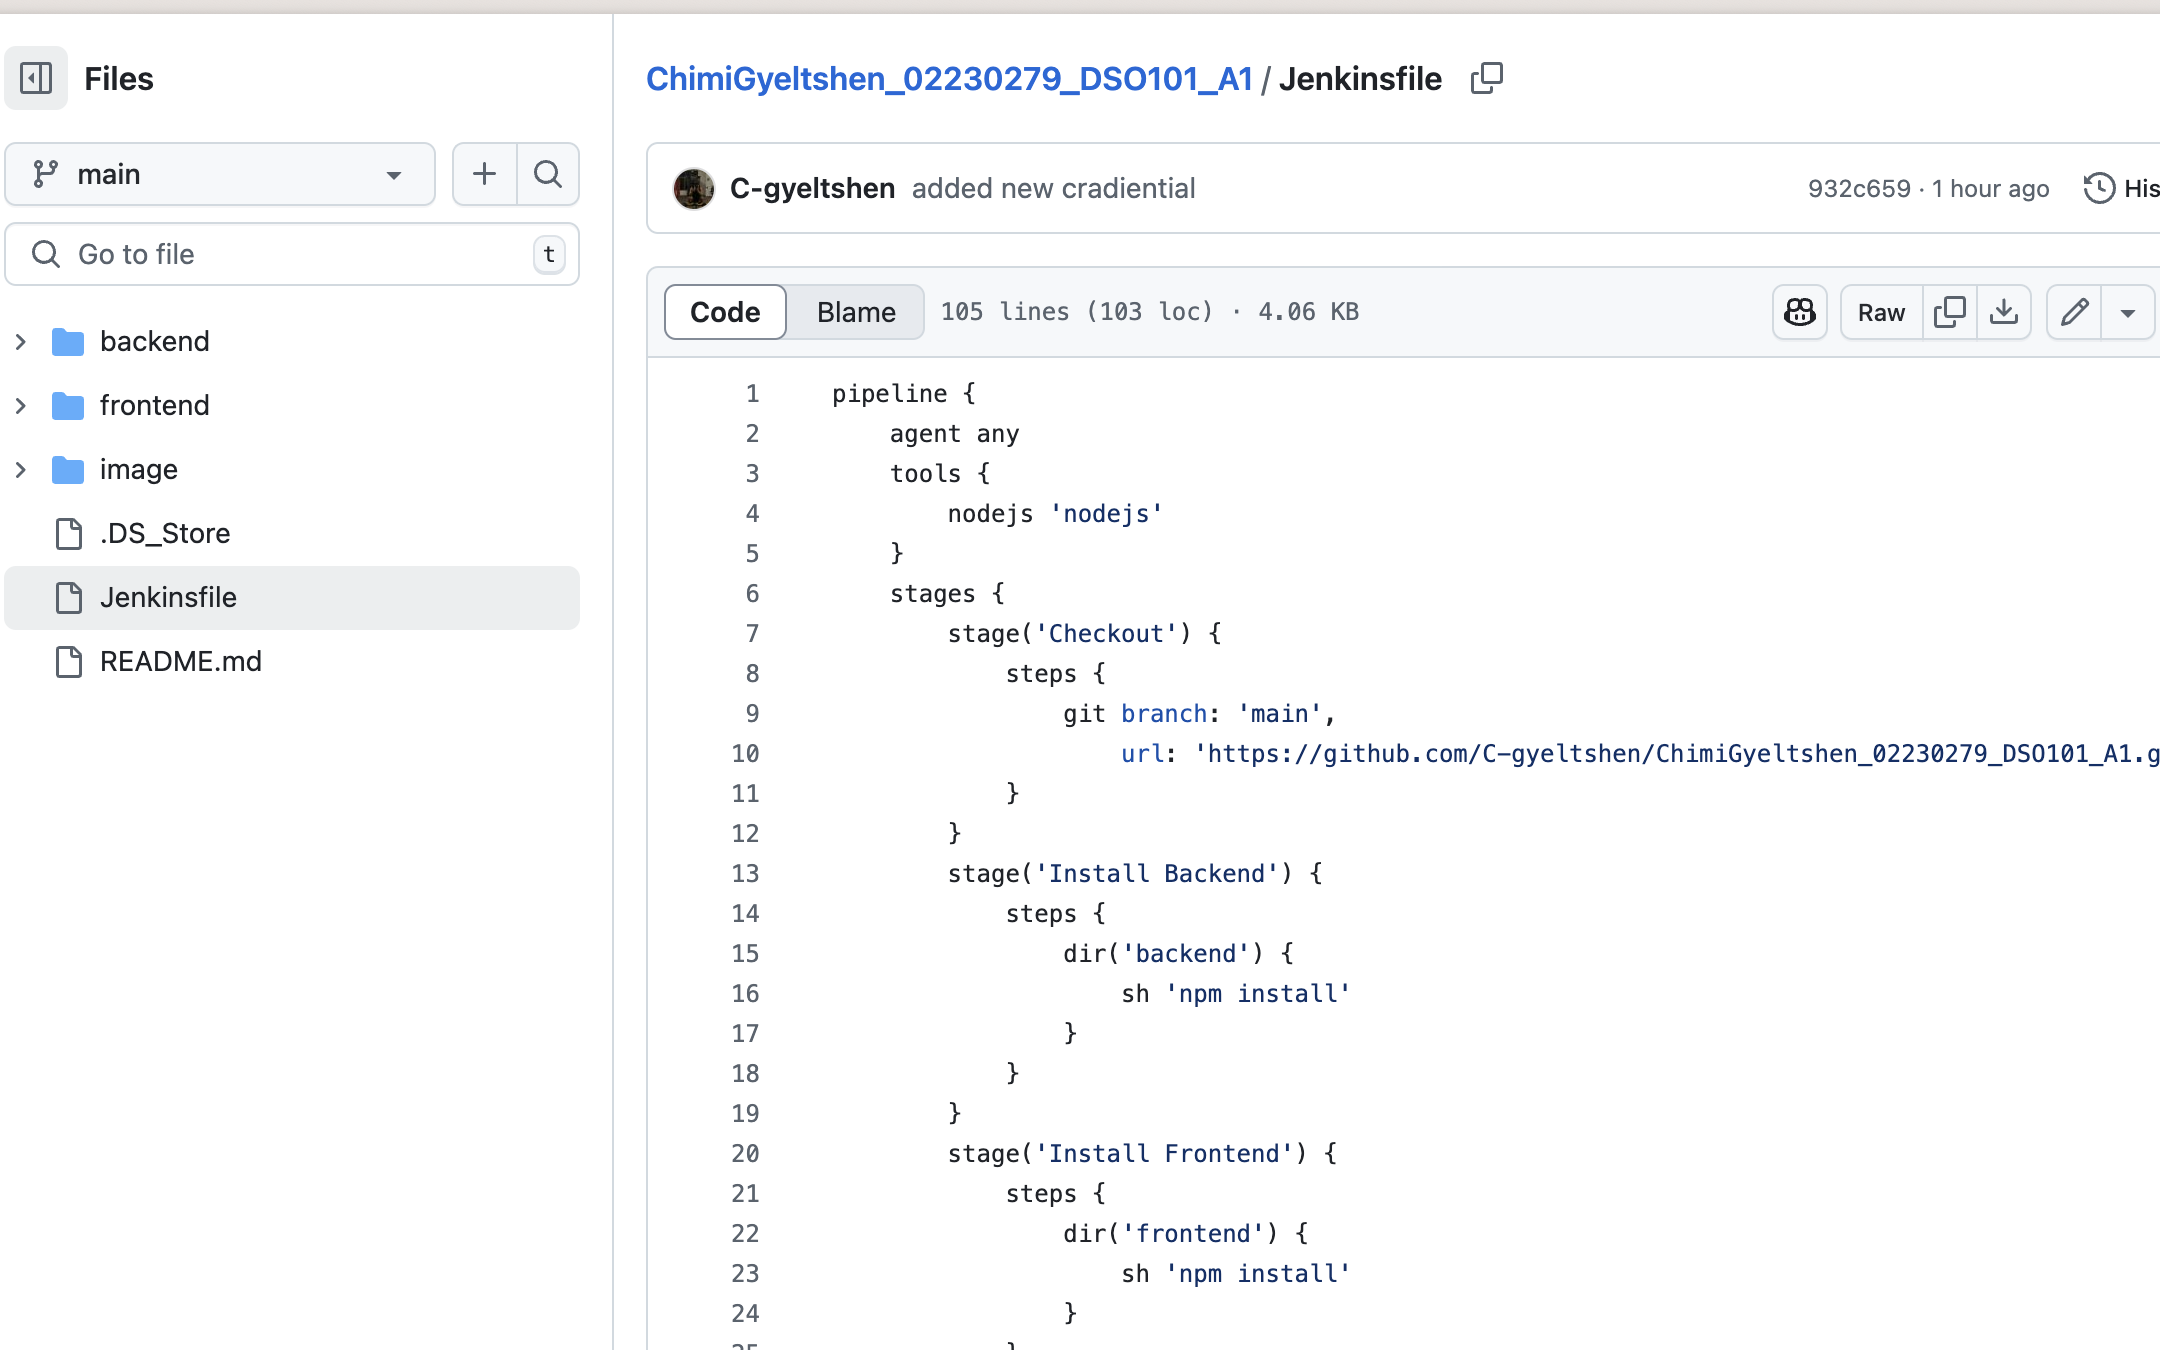 Files
main
Go to file
t
backend
frontend
image
.DS_Store
Jenkinsfile
README.md
ChimiGyeltshen_02230279_DSO101_A1 / Jenkinsfile
C-gyeltshen added new cradiential
932c659 · 1 hour ago His
Code Blame 105 lines (103 loc) · 4.06 KB
Raw
1 pipeline {
2 agent any
3 tools {
4 nodejs 'nodejs'
5 }
6 stages {
7 stage('Checkout') {
8 steps {
9 git branch: 'main',
10 url: 'https://github.com/C-gyeltshen/ChimiGyeltshen_02230279_DSO101_A1.g
11 }
12 }
13 stage('Install Backend') {
14 steps {
15 dir('backend') {
16 sh 'npm install'
17 }
18 }
19 }
20 stage('Install Frontend') {
21 steps {
22 dir('frontend') {
23 sh 'npm install'
24 }
25 }